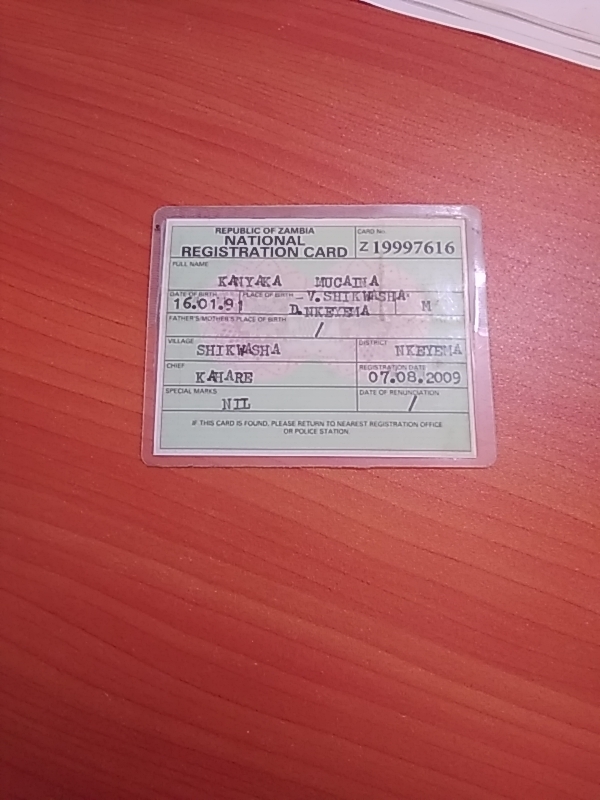 REPUBLIC OF ZAMBIA
NATIONAL
REGISTRATION CARD
CARD No.
Z 19997616
FULL NAME
KANYAKA MUCAINA
DATE OF BIRTH
16.01.91
PLACE OF BIRTH
V.SHIKWASHA
D.NKEYEMA
M
FATHER'S/MOTHER'S PLACE OF BIRTH
/
VILLAGE
SHIKWASHA
DISTRICT
NKEYEMA
CHIEF
KAHARE
REGISTRATION DATE
07.08.2009
SPECIAL MARKS
NIL
DATE OF RENUNCIATION
/
IF THIS CARD IS FOUND, PLEASE RETURN TO NEAREST REGISTRATION OFFICE
OR POLICE STATION